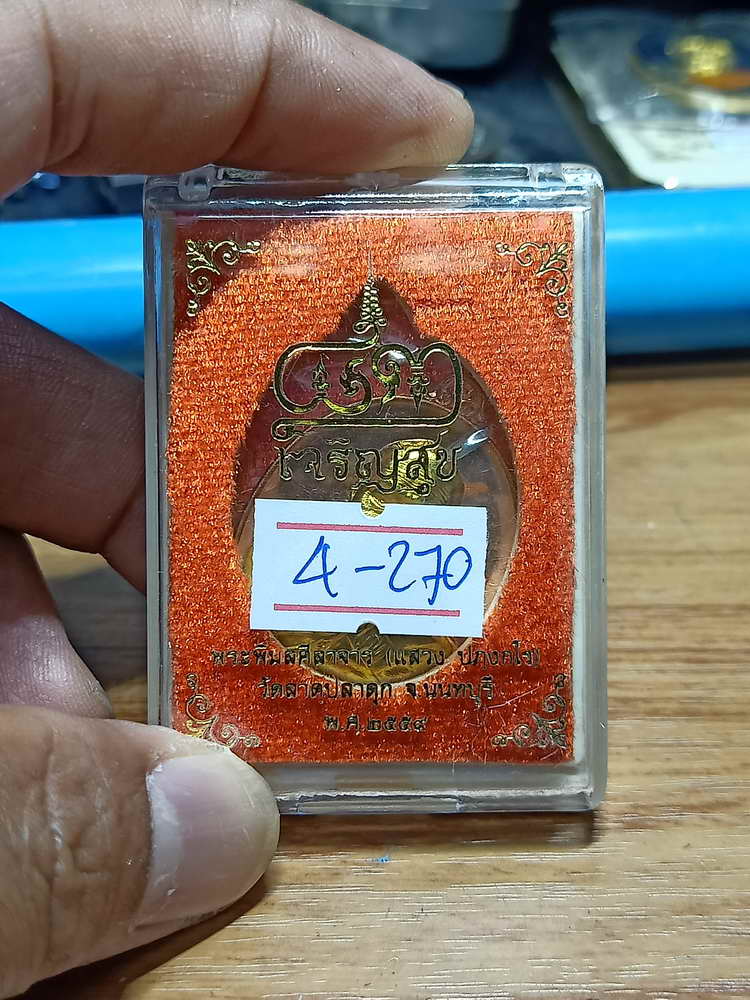 เจริญสุข
4-270
พระพิมลศีลาจาร (แสวง ปภงฺกโร)
วัดลาดปลาดุก จ.นนทบุรี
พ.ศ.๒๕๕๙